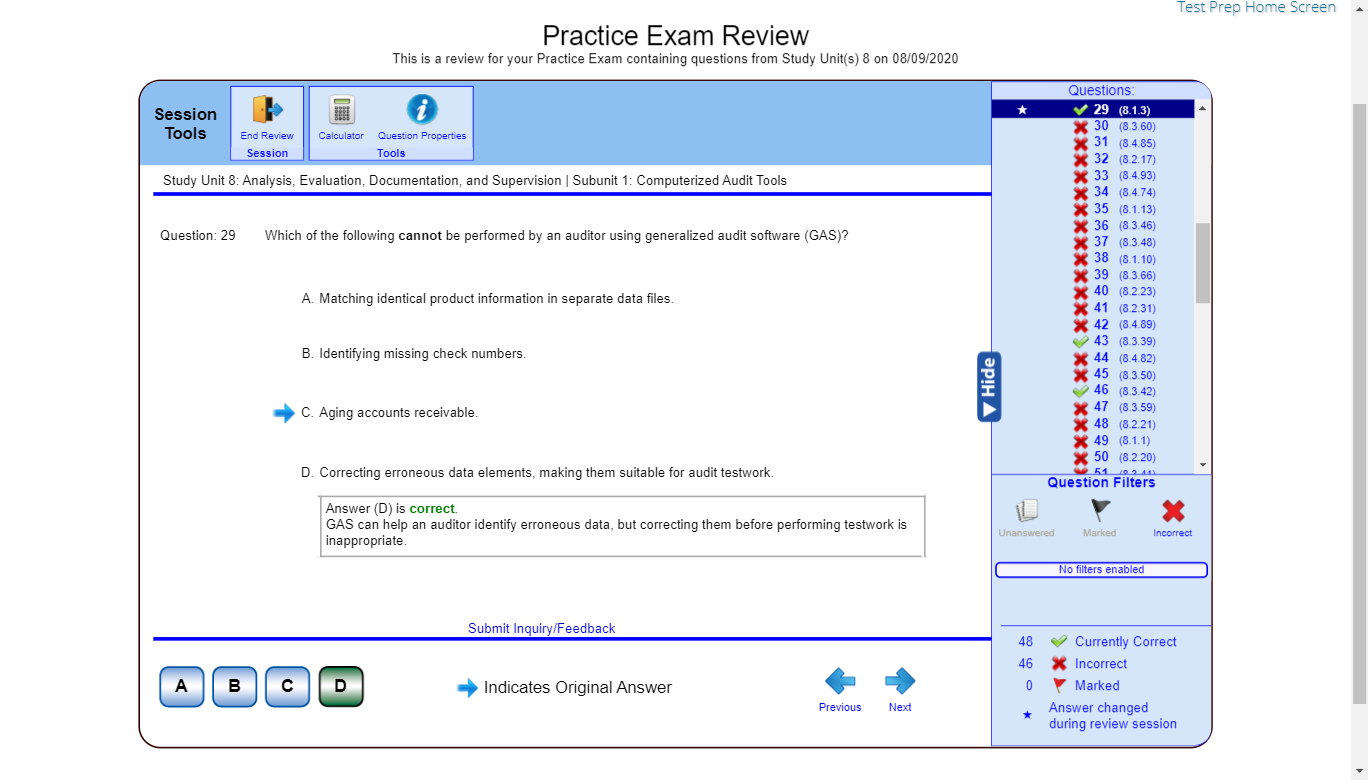 Test Prep Home Screen
Practice Exam Review
This is a review for your Practice Exam containing questions from Study Unit(s) 8 on 08/09/2020
Session Tools
End Review
Session
Calculator
Question Properties
Tools
Study Unit 8: Analysis, Evaluation, Documentation, and Supervision | Subunit 1: Computerized Audit Tools
Question: 29 Which of the following cannot be performed by an auditor using generalized audit software (GAS)?
A. Matching identical product information in separate data files.
B. Identifying missing check numbers.
C. Aging accounts receivable.
D. Correcting erroneous data elements, making them suitable for audit testwork.
Answer (D) is correct.
GAS can help an auditor identify erroneous data, but correcting them before performing testwork is
inappropriate.
Submit Inquiry/Feedback
A B C D
Indicates Original Answer
Previous
Next
Hide
Questions:
29 (8.1.3)
30 (8.3.60)
31 (8.4.85)
32 (8.2.17)
33 (8.4.93)
34 (8.4.74)
35 (8.1.13)
36 (8.3.46)
37 (8.3.48)
38 (8.1.10)
39 (8.3.66)
40 (8.2.23)
41 (8.2.31)
42 (8.4.89)
43 (8.3.39)
44 (8.4.82)
45 (8.3.50)
46 (8.3.42)
47 (8.3.59)
48 (8.2.21)
49 (8.1.1)
50 (8.2.20)
51 (8.3.41)
Question Filters
Unanswered
Marked
Incorrect
No filters enabled
48 Currently Correct
46 Incorrect
0 Marked
Answer changed
during review session